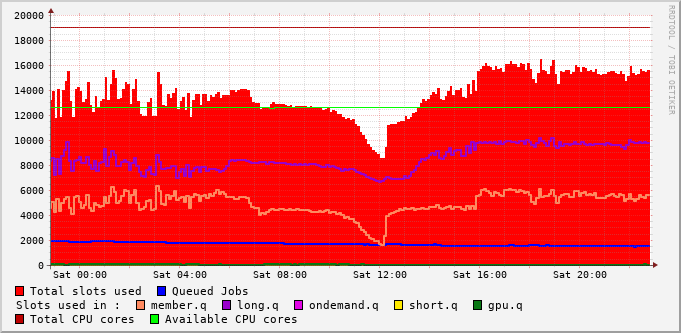 20000
18000
16000
14000
12000
10000
8000
6000
4000
2000
0
Sat 00:00 Sat 04:00 Sat 08:00 Sat 12:00 Sat 16:00 Sat 20:00
Total slots used Queued Jobs
Slots used in : member.q long.q ondemand.q short.q gpu.q
Total CPU cores Available CPU cores
RRDTOOL / TOBI OETIKER